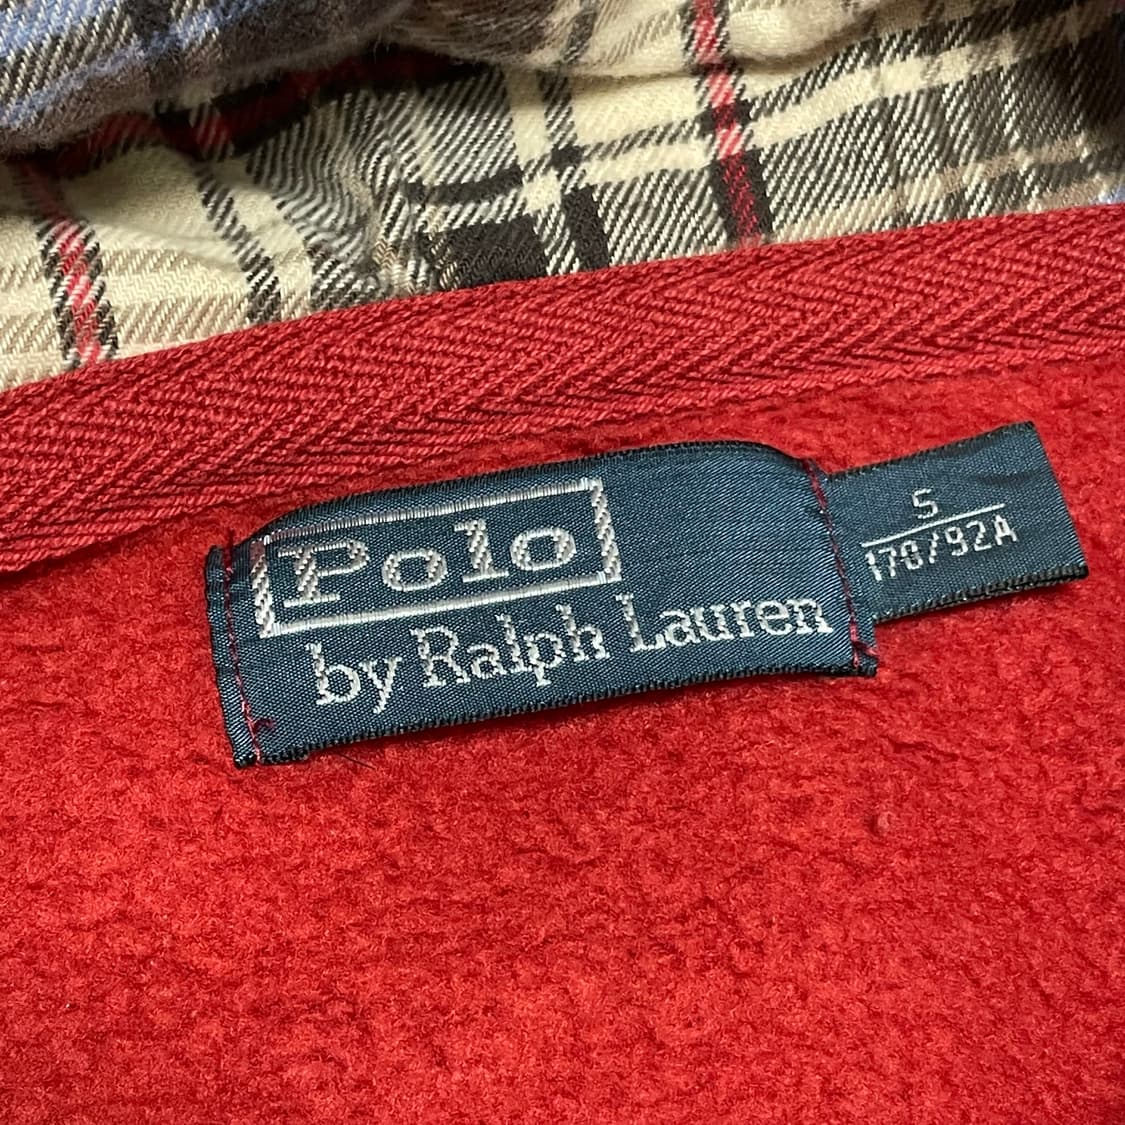 Polo
by Ralph Lauren
S
170/92A